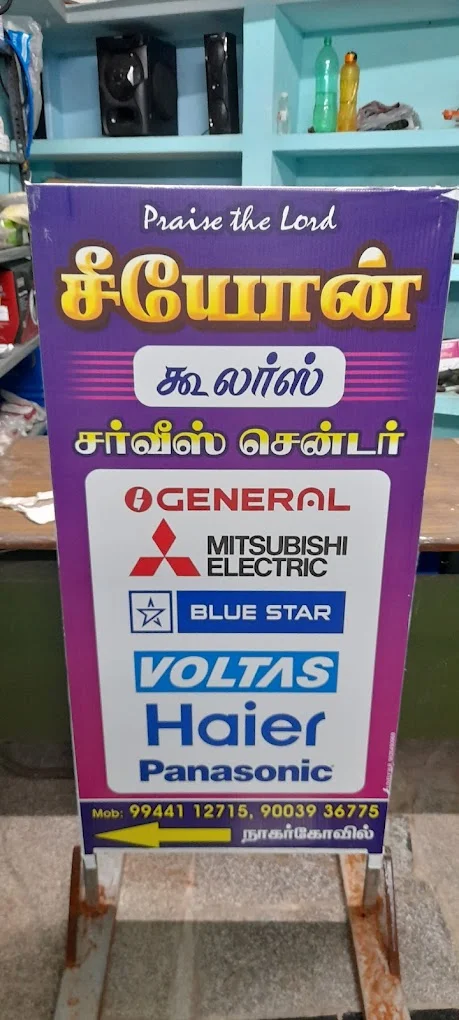 Praise the Lord
சீயோன்
கூலர்ஸ்
சர்வீஸ் சென்டர்
GENERAL
MITSUBISHI
ELECTRIC
BLUE STAR
VOLTAS
Haier
Panasonic
Mob: 99441 12715, 90039 36775
நாகர்கோவில்